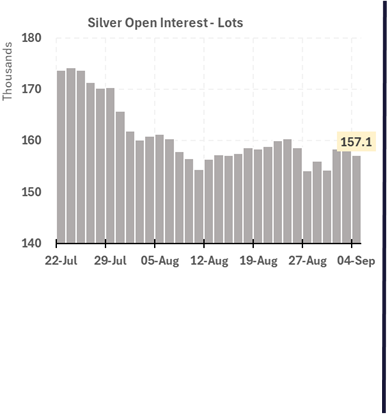 Silver Open Interest - Lots
Thousands
180
170
160
150
140
157.1
22-Jul 29-Jul 05-Aug 12-Aug 19-Aug 27-Aug 04-Sep